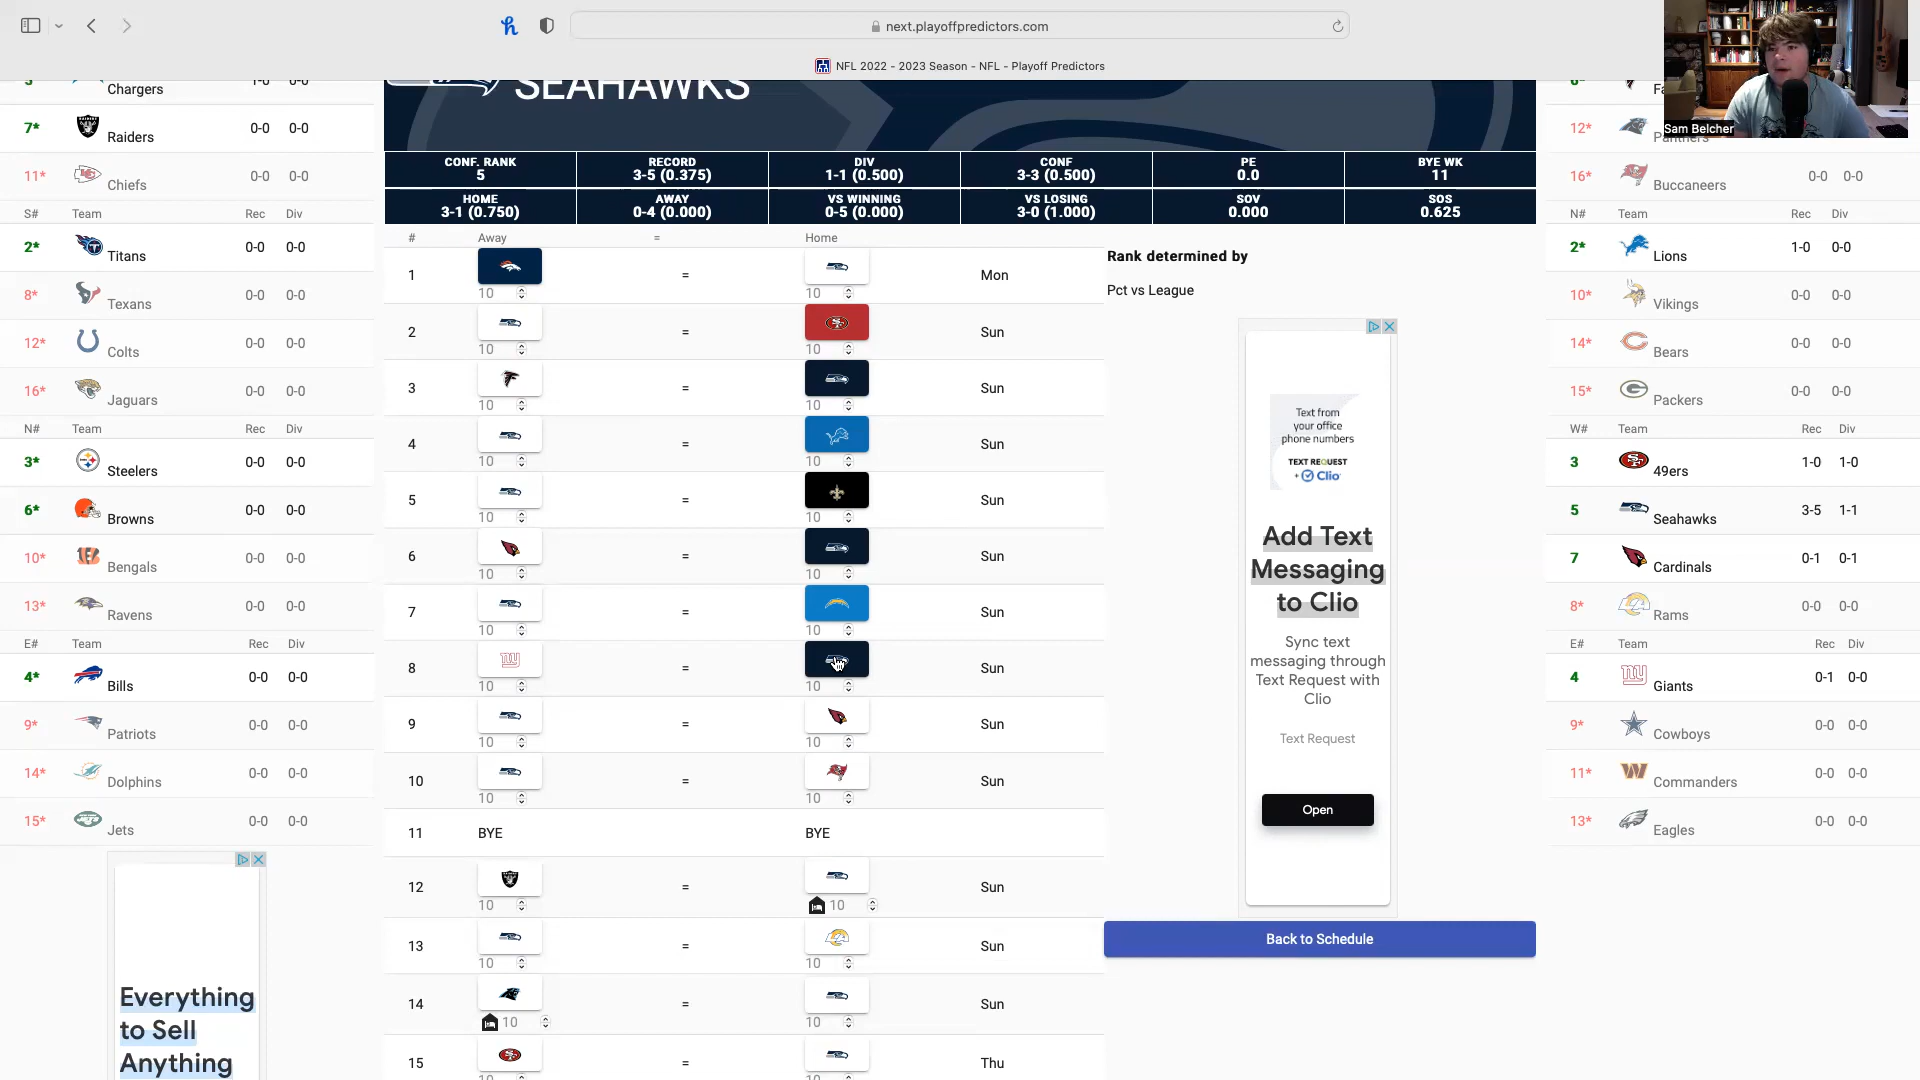 next.playoffpredictors.com
NFL 2022 - 2023 Season - NFL - Playoff Predictors
Sam Belcher
Chargers 1-0 0-0
7* Raiders 0-0 0-0
11* Chiefs 0-0 0-0
S# Team Rec Div
2* Titans 0-0 0-0
8* Texans 0-0 0-0
12* Colts 0-0 0-0
16* Jaguars 0-0 0-0
N# Team Rec Div
3* Steelers 0-0 0-0
6* Browns 0-0 0-0
10* Bengals 0-0 0-0
13* Ravens 0-0 0-0
E# Team Rec Div
4* Bills 0-0 0-0
9* Patriots 0-0 0-0
14* Dolphins 0-0 0-0
15* Jets 0-0 0-0
Everything
to Sell
Anything
SEAHAWKS
CONF. RANK RECORD DIV CONF PE BYE WK
5 3-5 (0.375) 1-1 (0.500) 3-3 (0.500) 0.0 11
HOME AWAY VS WINNING VS LOSING SOV SOS
3-1 (0.750) 0-4 (0.000) 0-5 (0.000) 3-0 (1.000) 0.000 0.625
# Away = Home
1 = Mon
10 10
2 = Sun
10 10
3 = Sun
10 10
4 = Sun
10 10
5 = Sun
10 10
6 = Sun
10 10
7 = Sun
10 10
8 = Sun
10 10
9 = Sun
10 10
10 = Sun
10 10
11 BYE BYE
12 = Sun
10 10
13 = Sun
10 10
14 = Sun
10 10
15 = Thu
Rank determined by
Pct vs League
Text from
your office
phone numbers
TEXT REQUEST
+ Clio
Add Text
Messaging
to Clio
Sync text
messaging through
Text Request with
Clio
Text Request
Open
Back to Schedule
12* Panthers
16* Buccaneers 0-0 0-0
N# Team Rec Div
2* Lions 1-0 0-0
10* Vikings 0-0 0-0
14* Bears 0-0 0-0
15* Packers 0-0 0-0
W# Team Rec Div
3 49ers 1-0 1-0
5 Seahawks 3-5 1-1
7 Cardinals 0-1 0-1
8* Rams 0-0 0-0
E# Team Rec Div
4 Giants 0-1 0-0
9* Cowboys 0-0 0-0
11* Commanders 0-0 0-0
13* Eagles 0-0 0-0